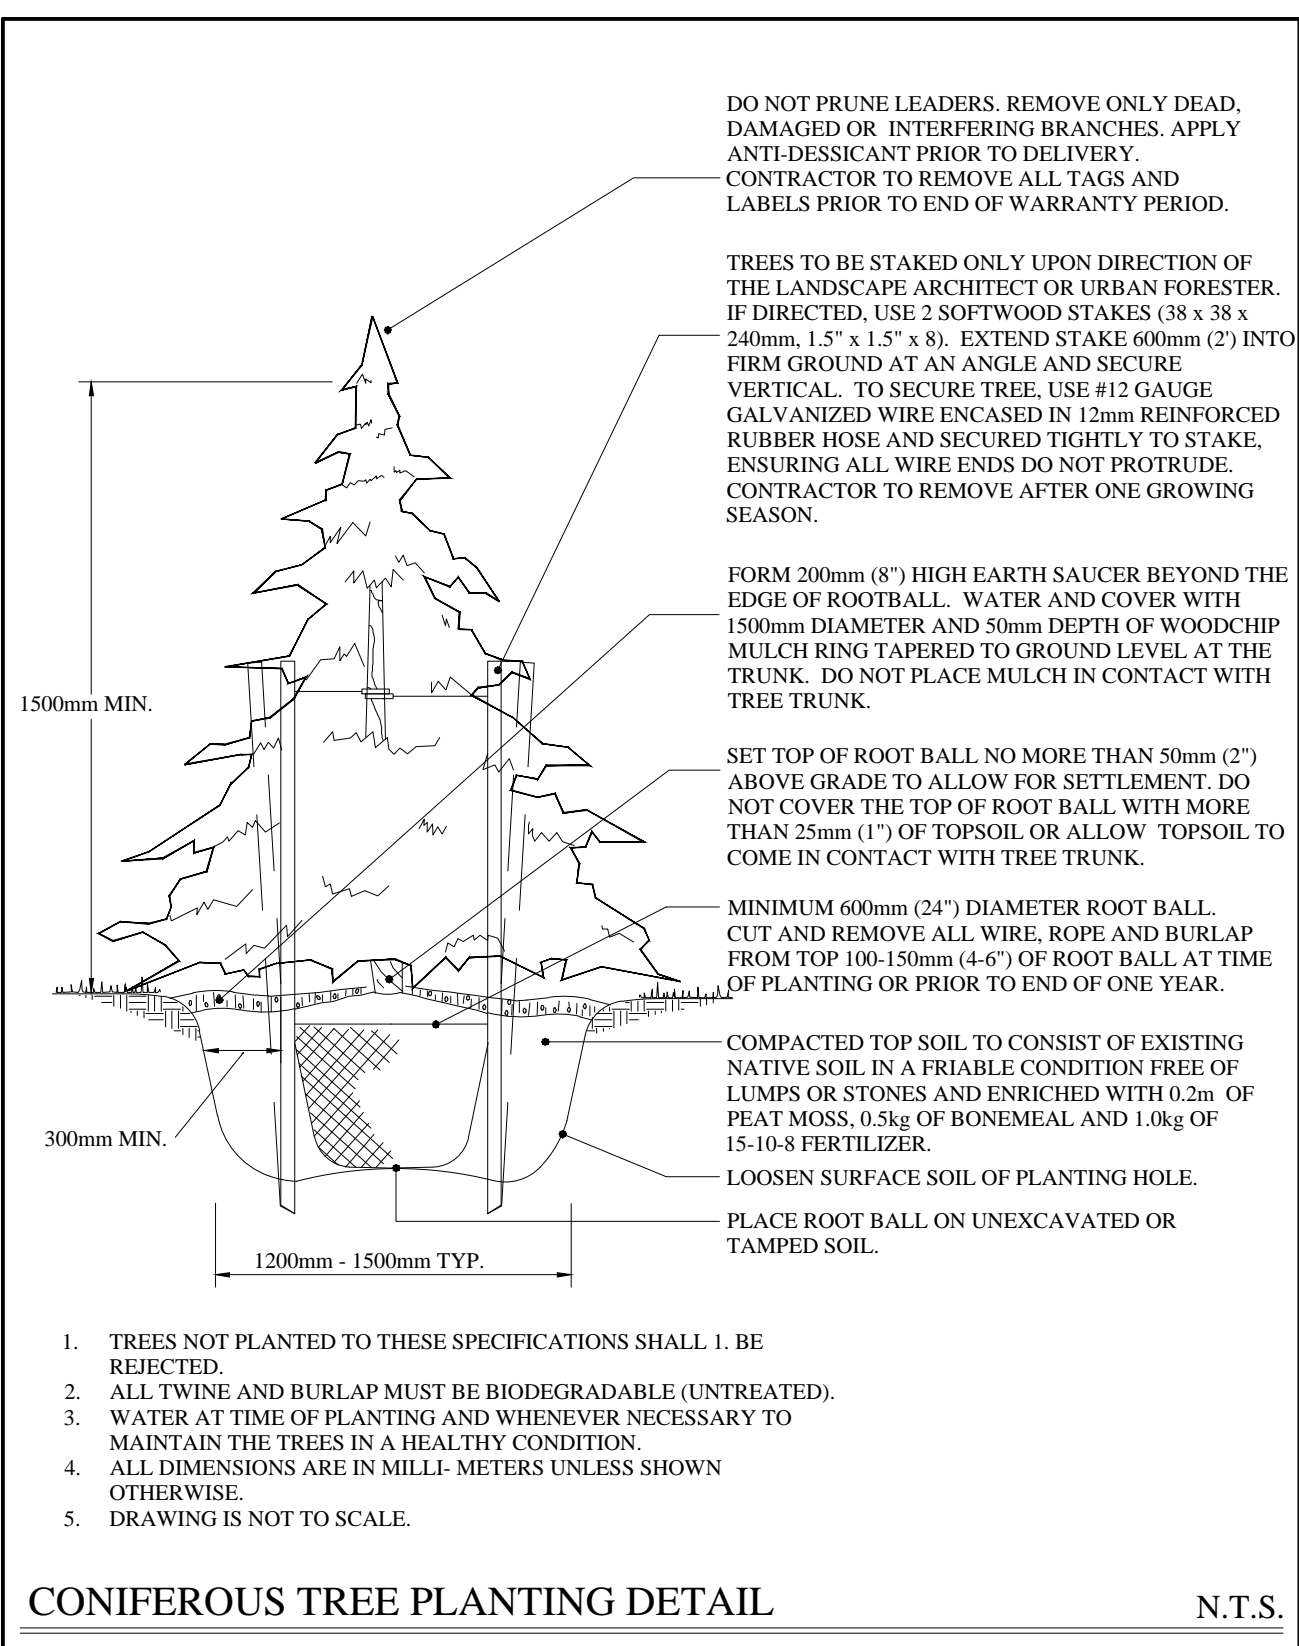 DO NOT PRUNE LEADERS. REMOVE ONLY DEAD,
DAMAGED OR INTERFERING BRANCHES. APPLY
ANTI-DESSICANT PRIOR TO DELIVERY.
CONTRACTOR TO REMOVE ALL TAGS AND
LABELS PRIOR TO END OF WARRANTY PERIOD.
TREES TO BE STAKED ONLY UPON DIRECTION OF
THE LANDSCAPE ARCHITECT OR URBAN FORESTER.
IF DIRECTED, USE 2 SOFTWOOD STAKES (38 x 38 x
240mm, 1.5" x 1.5" x 8). EXTEND STAKE 600mm (2') INTO
FIRM GROUND AT AN ANGLE AND SECURE
VERTICAL. TO SECURE TREE, USE #12 GAUGE
GALVANIZED WIRE ENCASED IN 12mm REINFORCED
RUBBER HOSE AND SECURED TIGHTLY TO STAKE,
ENSURING ALL WIRE ENDS DO NOT PROTRUDE.
CONTRACTOR TO REMOVE AFTER ONE GROWING
SEASON.
FORM 200mm (8") HIGH EARTH SAUCER BEYOND THE
EDGE OF ROOTBALL. WATER AND COVER WITH
1500mm DIAMETER AND 50mm DEPTH OF WOODCHIP
MULCH RING TAPERED TO GROUND LEVEL AT THE
TRUNK. DO NOT PLACE MULCH IN CONTACT WITH
TREE TRUNK.
1500mm MIN.
SET TOP OF ROOT BALL NO MORE THAN 50mm (2")
ABOVE GRADE TO ALLOW FOR SETTLEMENT. DO
NOT COVER THE TOP OF ROOT BALL WITH MORE
THAN 25mm (1") OF TOPSOIL OR ALLOW TOPSOIL TO
COME IN CONTACT WITH TREE TRUNK.
MINIMUM 600mm (24") DIAMETER ROOT BALL.
CUT AND REMOVE ALL WIRE, ROPE AND BURLAP
FROM TOP 100-150mm (4-6") OF ROOT BALL AT TIME
OF PLANTING OR PRIOR TO END OF ONE YEAR.
COMPACTED TOP SOIL TO CONSIST OF EXISTING
NATIVE SOIL IN A FRIABLE CONDITION FREE OF
LUMPS OR STONES AND ENRICHED WITH 0.2m OF
PEAT MOSS, 0.5kg OF BONEMEAL AND 1.0kg OF
15-10-8 FERTILIZER.
300mm MIN.
LOOSEN SURFACE SOIL OF PLANTING HOLE.
PLACE ROOT BALL ON UNEXCAVATED OR
TAMPED SOIL.
1200mm - 1500mm TYP.
1. TREES NOT PLANTED TO THESE SPECIFICATIONS SHALL 1. BE
REJECTED.
2. ALL TWINE AND BURLAP MUST BE BIODEGRADABLE (UNTREATED).
3. WATER AT TIME OF PLANTING AND WHENEVER NECESSARY TO
MAINTAIN THE TREES IN A HEALTHY CONDITION.
4. ALL DIMENSIONS ARE IN MILLI- METERS UNLESS SHOWN
OTHERWISE.
5. DRAWING IS NOT TO SCALE.
CONIFEROUS TREE PLANTING DETAIL
N.T.S.